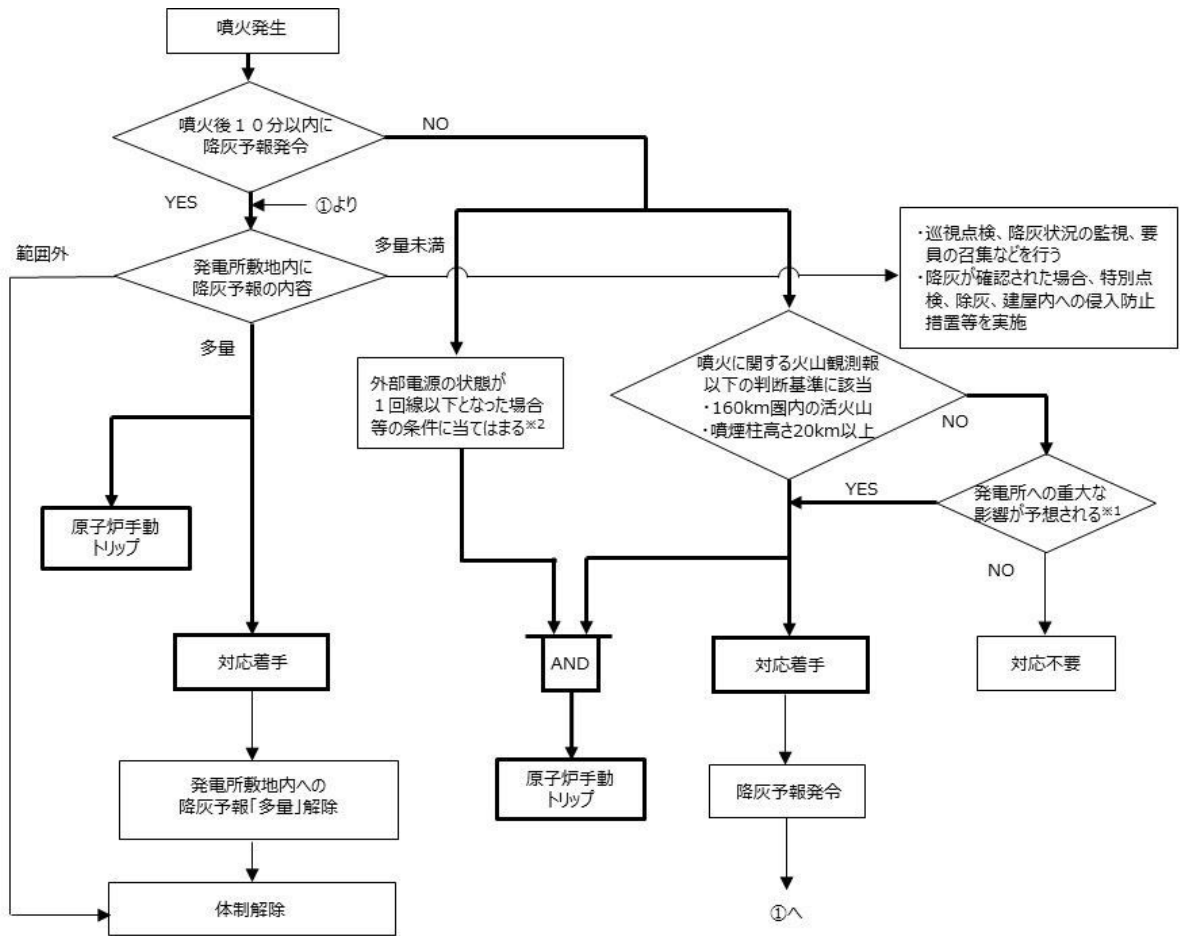 噴火発生
噴火後１０分以内に
降灰予報発令
NO
YES
①より
範囲外
発電所敷地内に
降灰予報の内容
多量未満
・巡視点検、降灰状況の監視、要
員の召集などを行う
・降灰が確認された場合、特別点
検、除灰、建屋内への侵入防止
措置等を実施
多量
外部電源の状態が
１回線以下となった場合
等の条件に当てはまる※2
噴火に関する火山観測報
以下の判断基準に該当
・160km圏内の活火山
・噴煙柱高さ20km以上
NO
YES
発電所への重大な
影響が予想される※1
原子炉手動
トリップ
NO
対応着手
AND
対応着手
対応不要
発電所敷地内への
降灰予報「多量」解除
原子炉手動
トリップ
降灰予報発令
体制解除
①へ